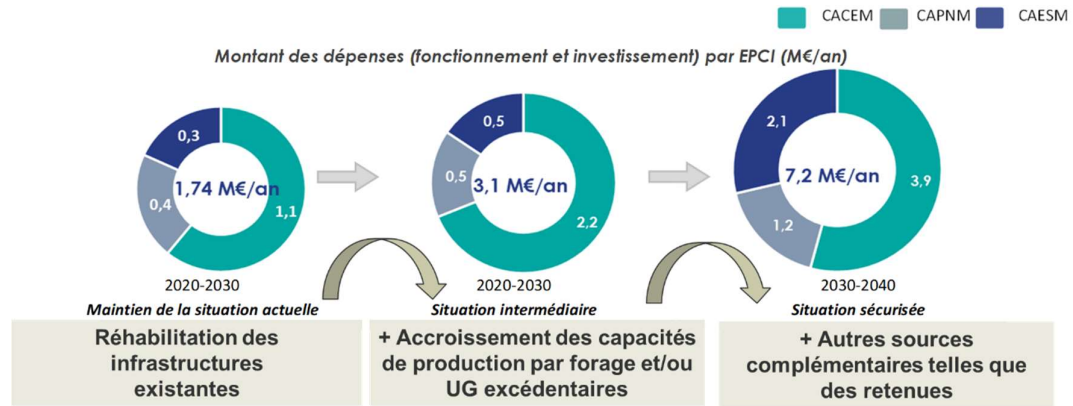 CACEM CAPNM CAESM
Montant des dépenses (fonctionnement et investissement) par EPCI (M€/an)
0,3
0,4
1,1
1,74 M€/an
0,5
0,5
2,2
3,1 M€/an
2,1
1,2
3,9
7,2 M€/an
2020-2030
Maintien de la situation actuelle
2020-2030
Situation intermédiaire
2030-2040
Situation sécurisée
Réhabilitation des
infrastructures
existantes
+ Accroissement des capacités
de production par forage et/ou
UG excédentaires
+ Autres sources
complémentaires telles que
des retenues